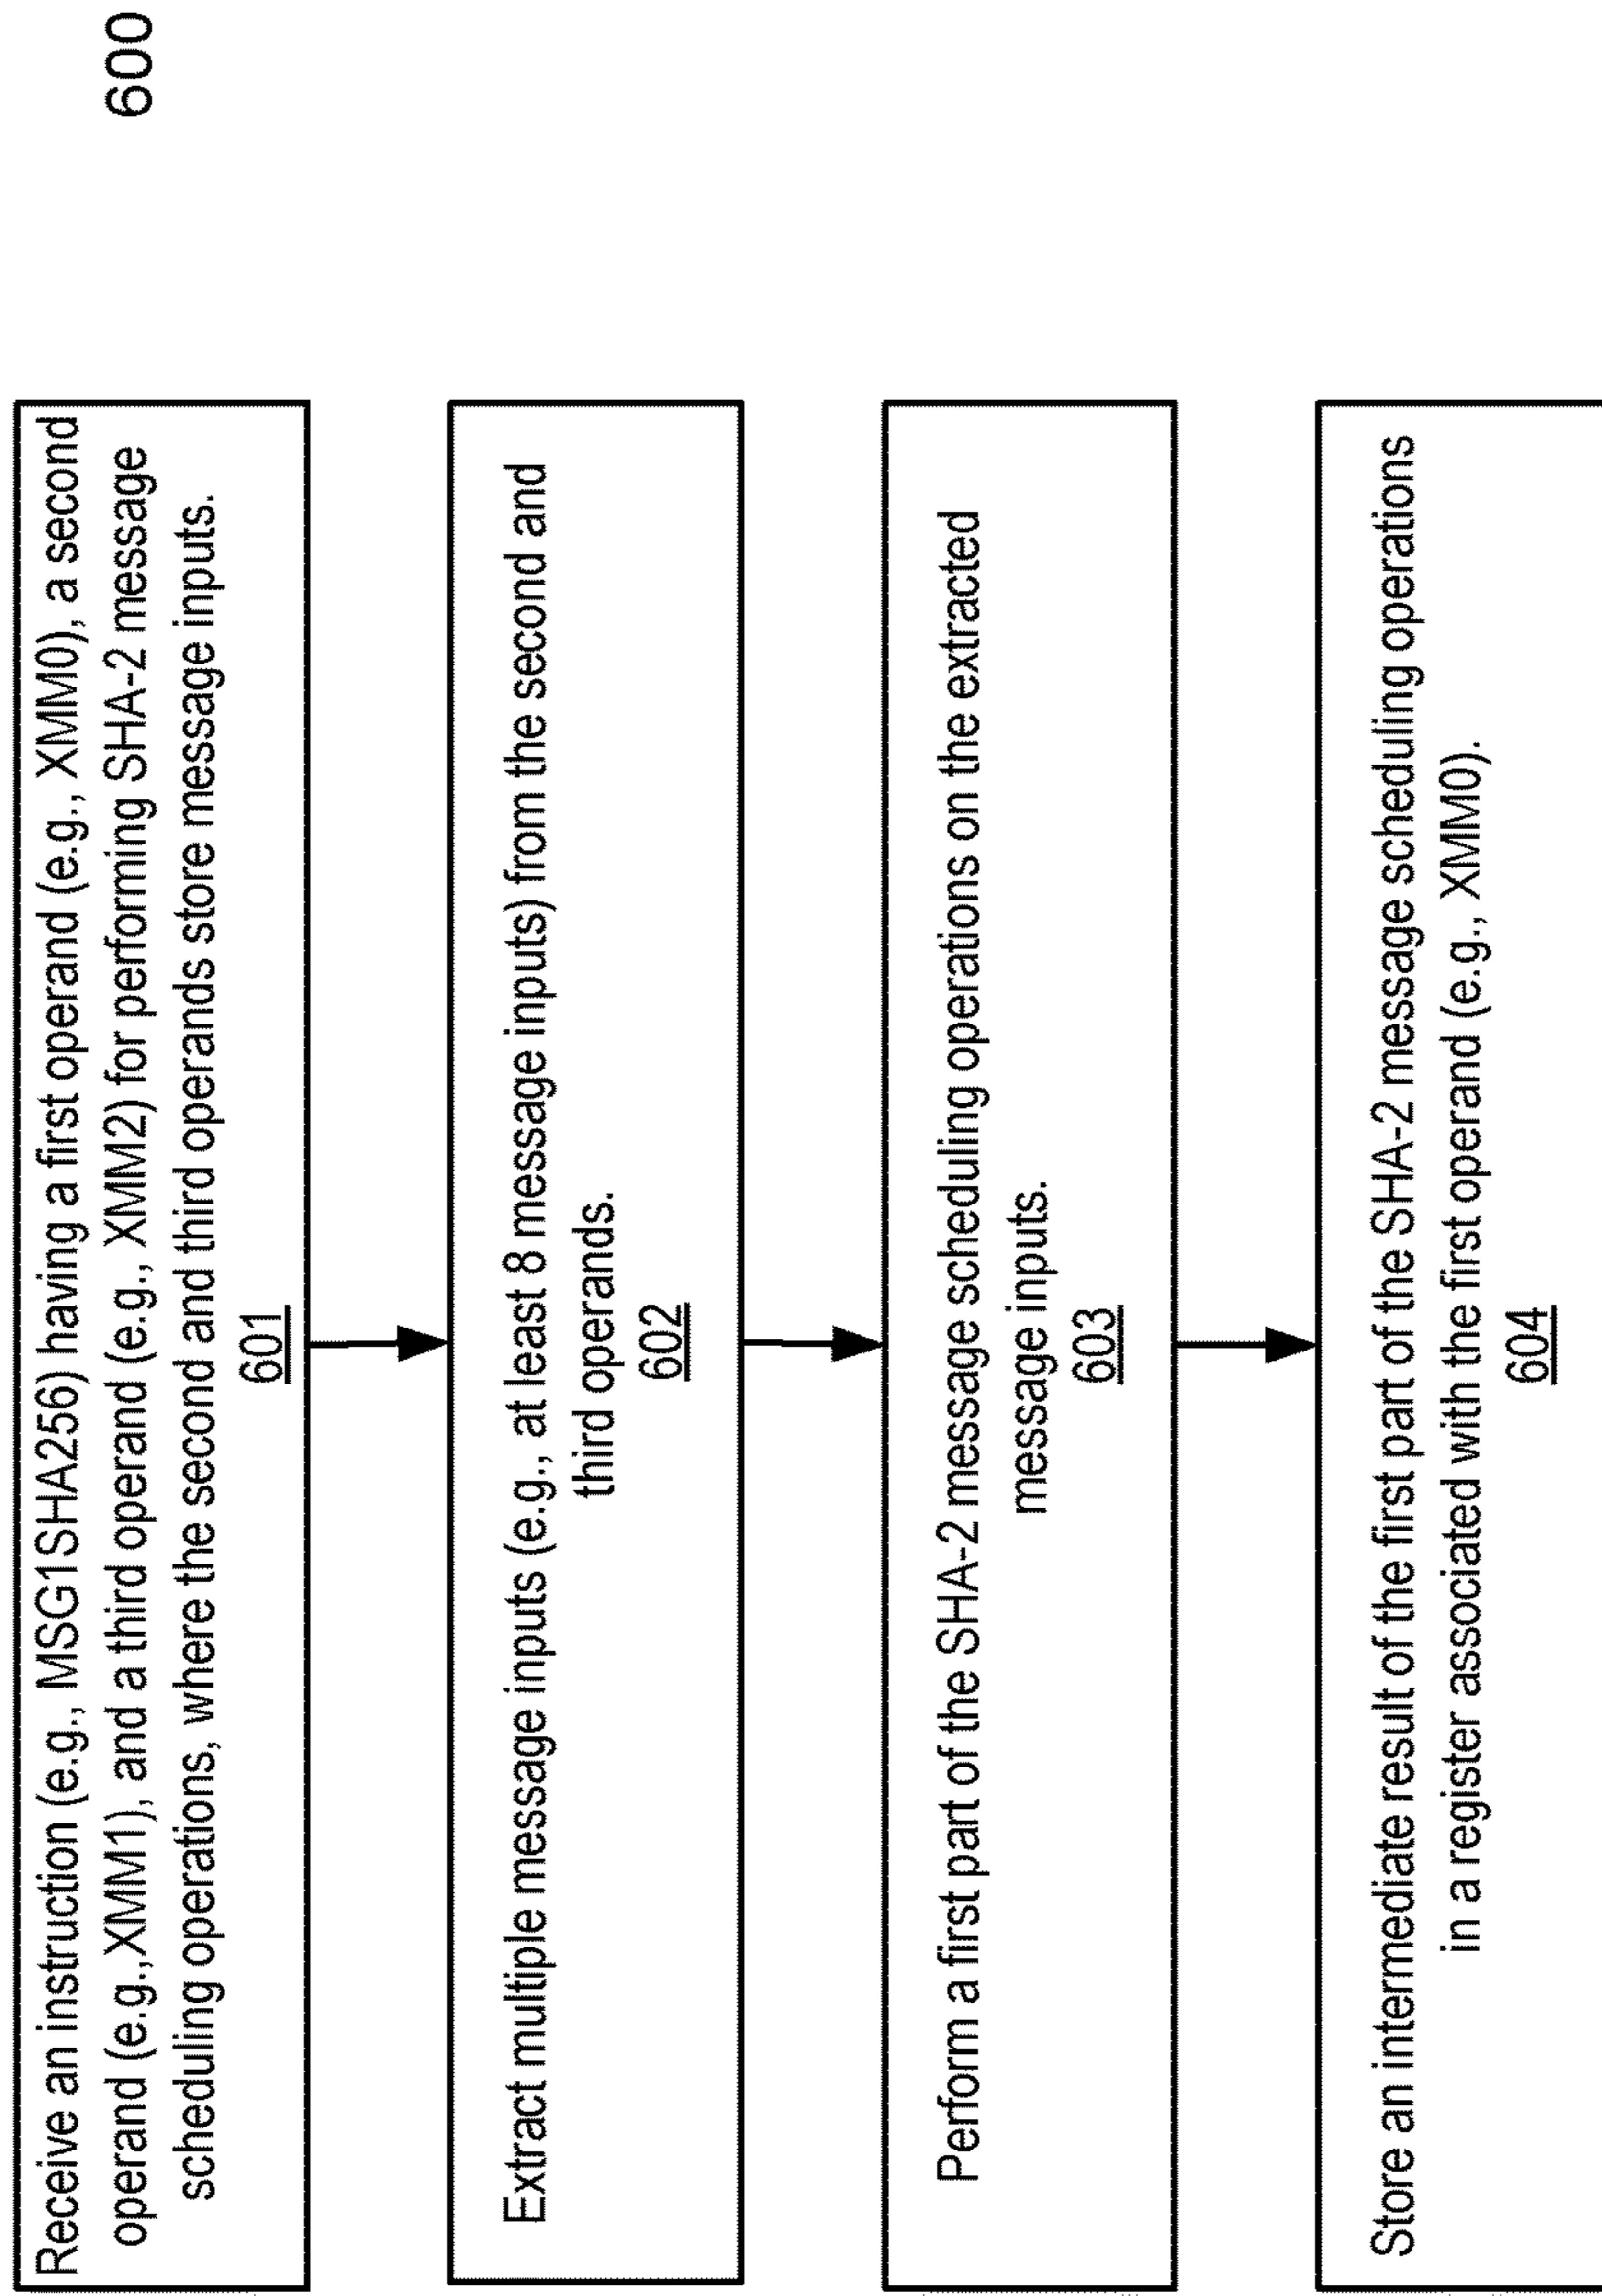 Receive an instruction (e.g., MSG1SHA256) having a first operand (e.g., XMM0), a second
operand (e.g.,XMM1), and a third operand (e.g., XMM2) for performing SHA-2 message
scheduling operations, where the second and third operands store message inputs.
601
Extract multiple message inputs (e.g., at least 8 message inputs) from the second and
third operands.
602
Perform a first part of the SHA-2 message scheduling operations on the extracted
message inputs.
603
Store an intermediate result of the first part of the SHA-2 message scheduling operations
in a register associated with the first operand (e.g., XMM0).
604
600